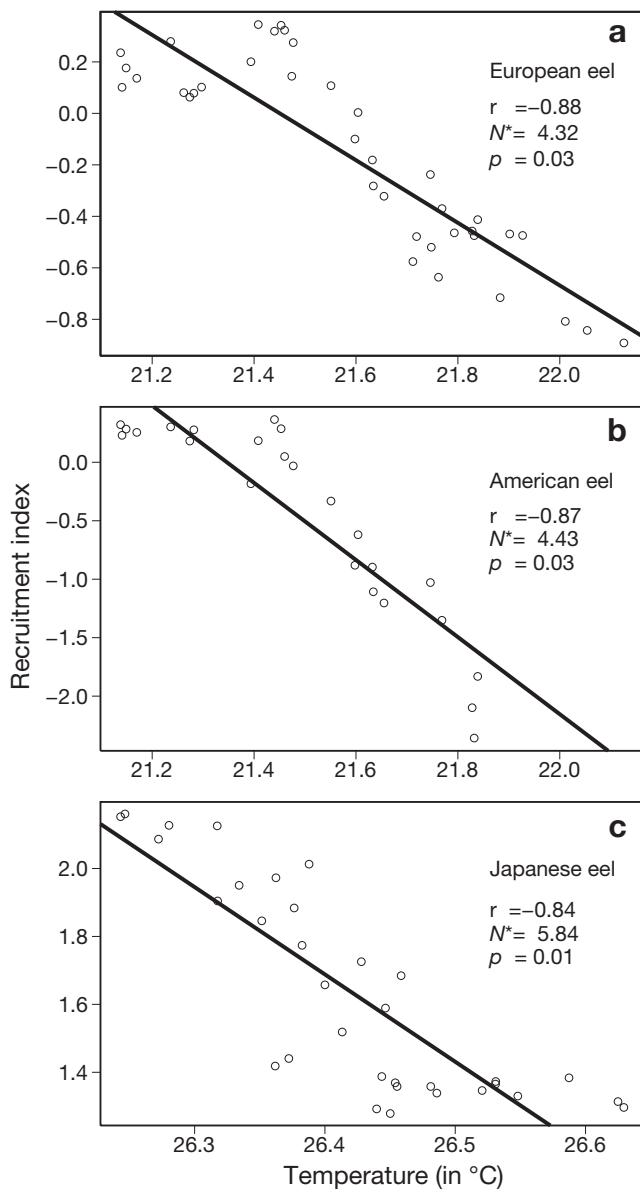 a
European eel
r =−0.88
N*= 4.32
p = 0.03
0.2
0.0
−0.2
−0.4
−0.6
−0.8
21.2 21.4 21.6 21.8 22.0
b
American eel
r =−0.87
N*= 4.43
p = 0.03
0.0
−0.5
−1.0
−1.5
−2.0
21.2 21.4 21.6 21.8 22.0
Recruitment index
c
Japanese eel
r =−0.84
N*= 5.84
p = 0.01
2.0
1.8
1.6
1.4
26.3 26.4 26.5 26.6
Temperature (in °C)